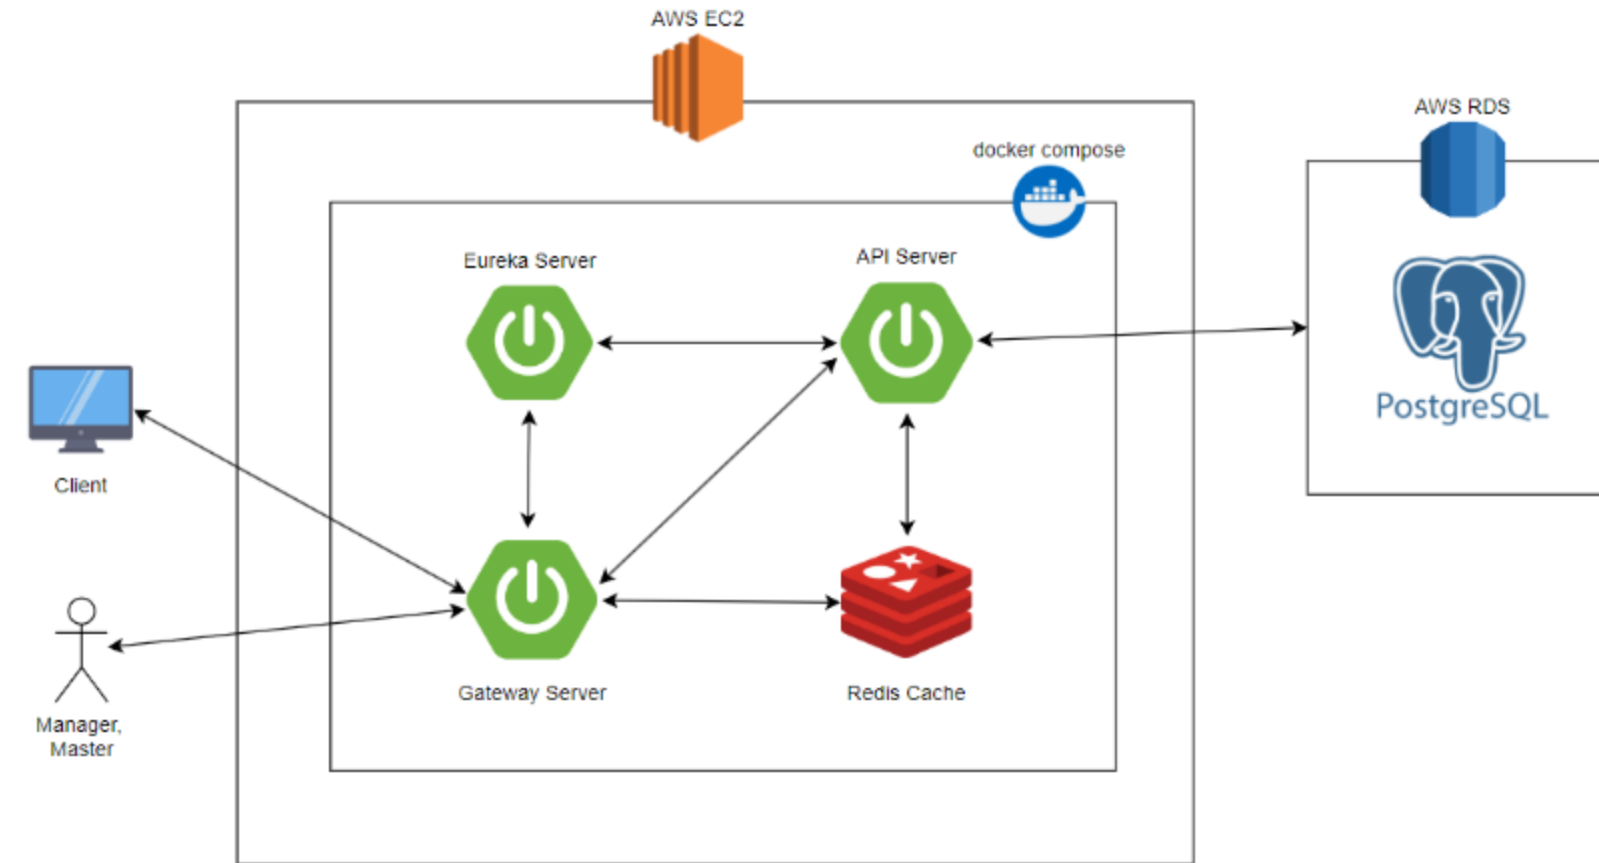 AWS EC2
AWS RDS
docker compose
Eureka Server
API Server
PostgreSQL
Client
Gateway Server
Redis Cache
Manager,
Master